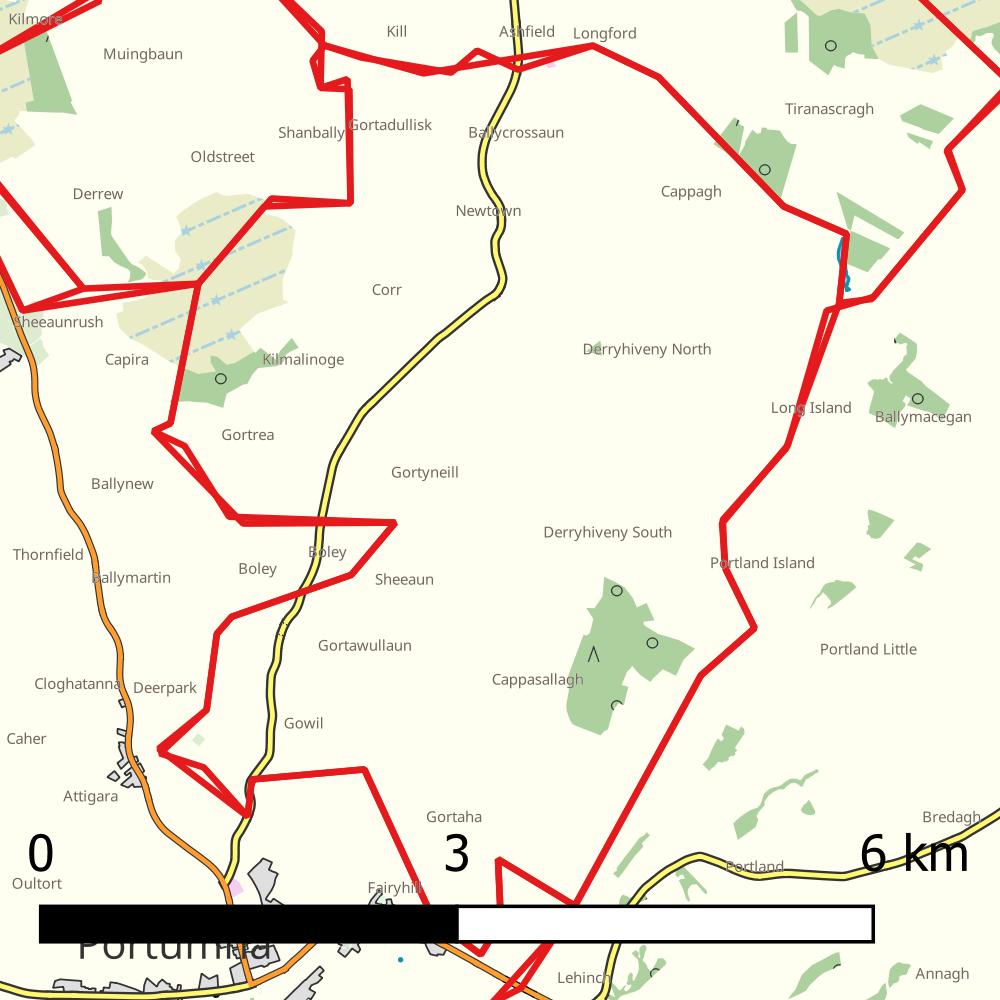 Kilmore
Kill
Ashfield
Longford
Muingbaun
Tiranascragh
Shanbally
Gortadullisk
Ballycrossaun
Oldstreet
Derrew
Cappagh
Newtown
Corr
Sheeaunrush
Capira
Kilmalinoge
Derryhiveny North
Long Island
Ballymacegan
Gortrea
Gortyneill
Ballynew
Derryhiveny South
Thornfield
Boley
Portland Island
Ballymartin
Boley
Sheeaun
Gortawullaun
Portland Little
Cloghatanna
Deerpark
Cappasallagh
Gowil
Caher
Attigara
Gortaha
Bredagh
0
3
6 km
Portland
Oultort
Fairyhill
Portumna
Lehinch
Annagh